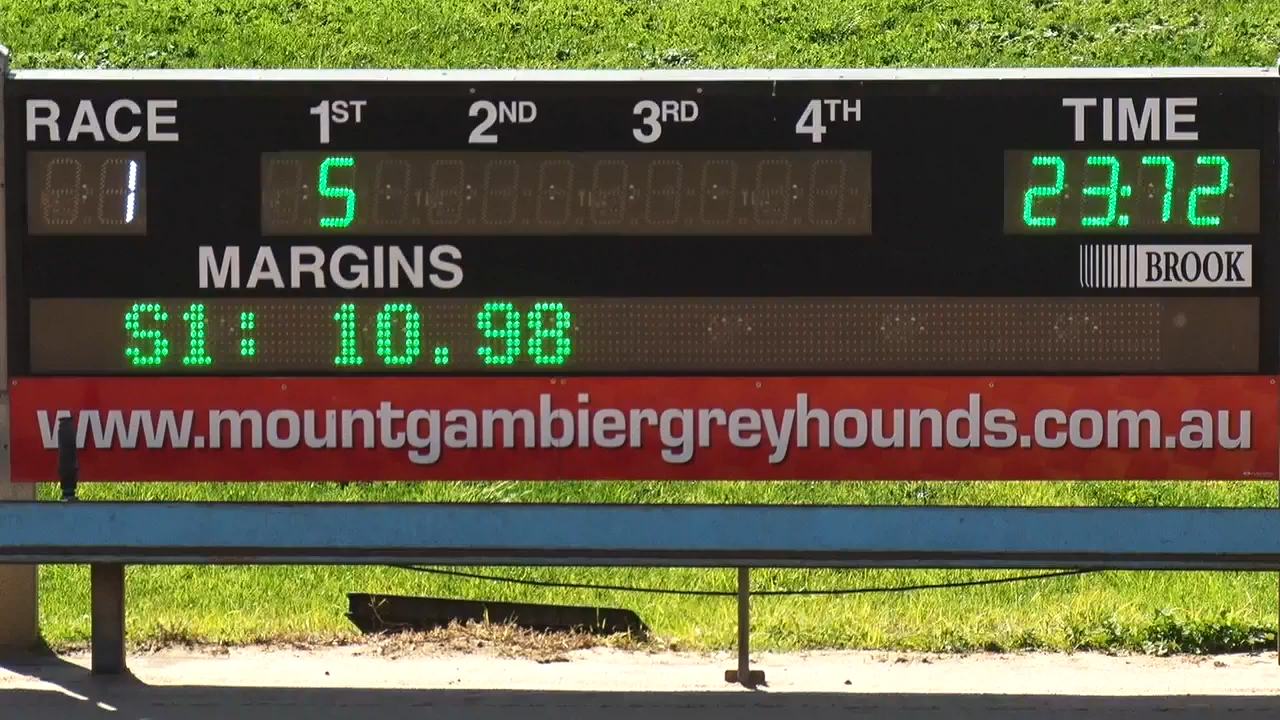 RACE 1ST 2ND 3RD 4TH TIME
1 5 23:72
MARGINS BROOK
S1: 10.98
www.mountgambiergreyhounds.com.au